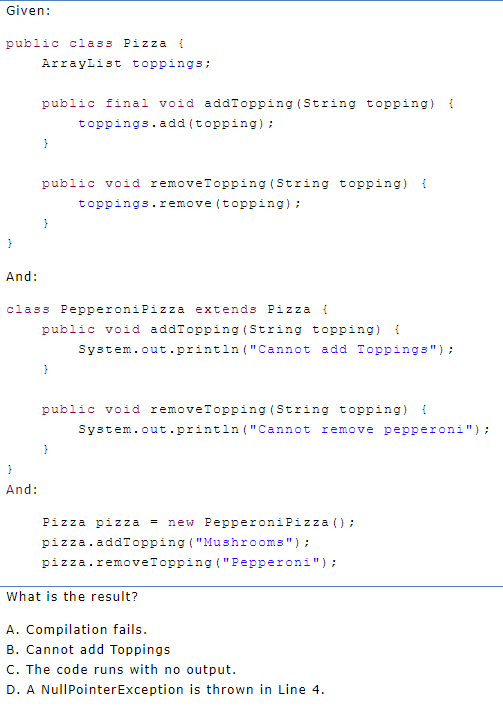 Given:
public class Pizza {
ArrayList toppings;
public final void addTopping(String topping) {
toppings.add(topping);
}
public void removeTopping(String topping) {
toppings.remove(topping);
}
}
And:
class PepperoniPizza extends Pizza {
public void addTopping(String topping) {
System.out.println("Cannot add Toppings");
}
public void removeTopping(String topping) {
System.out.println("Cannot remove pepperoni");
}
}
And:
Pizza pizza = new PepperoniPizza();
pizza.addTopping("Mushrooms");
pizza.removeTopping("Pepperoni");
What is the result?
A. Compilation fails.
B. Cannot add Toppings
C. The code runs with no output.
D. A NullPointerException is thrown in Line 4.